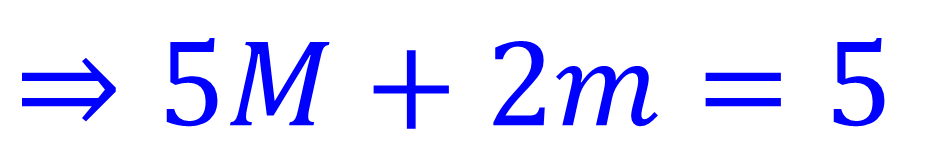 ⇒ 5𝑀 + 2𝑚 = 5